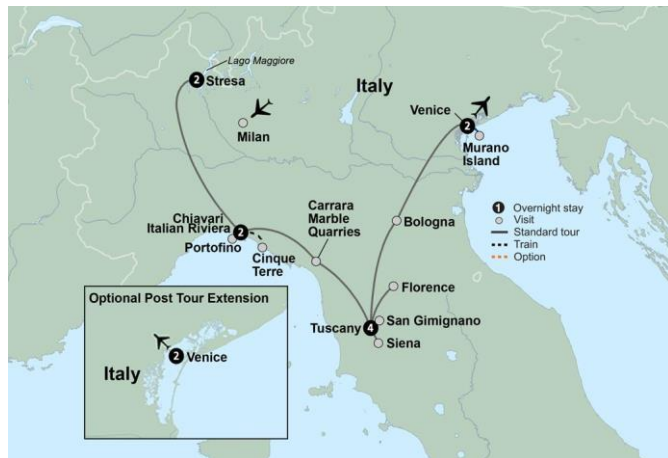 Lago Maggiore
2 Stresa
Italy
Milan
Venice
2
Murano
Island
Chiavari
Italian Riviera 2
Portofino
Cinque
Terre
Carrara
Marble
Quarries
Bologna
1 Overnight stay
Visit
Standard tour
Train
Option
Florence
San Gimignano
Tuscany 4
Siena
Optional Post Tour Extension
2 Venice
Italy